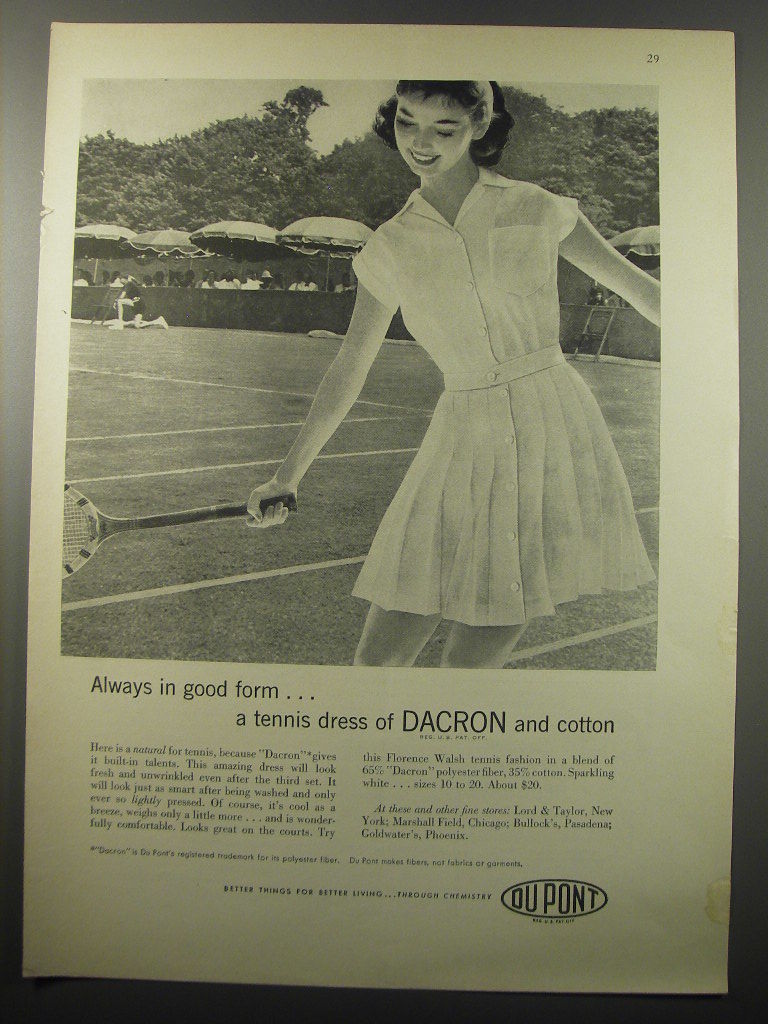 29
Always in good form . . .
a tennis dress of DACRON and cotton
REG. U. S. PAT. OFF.
Here is a natural for tennis, because "Dacron"* gives
it built-in talents. This amazing dress will look
fresh and unwrinkled even after the third set. It
will look just as smart after being washed and only
ever so lightly pressed. Of course, it's cool as a
breeze, weighs only a little more . . . and is wonder-
fully comfortable. Looks great on the courts. Try
this Florence Walsh tennis fashion in a blend of
65% "Dacron" polyester fiber, 35% cotton. Sparkling
white . . . sizes 10 to 20. About $20.
At these and other fine stores: Lord & Taylor, New
York; Marshall Field, Chicago; Bullock's, Pasadena;
Goldwater's, Phoenix.
*"Dacron" is Du Pont's registered trademark for its polyester fiber. Du Pont makes fibers, not fabrics or garments.
BETTER THINGS FOR BETTER LIVING...THROUGH CHEMISTRY
DU PONT
REG. U.S. PAT. OFF.